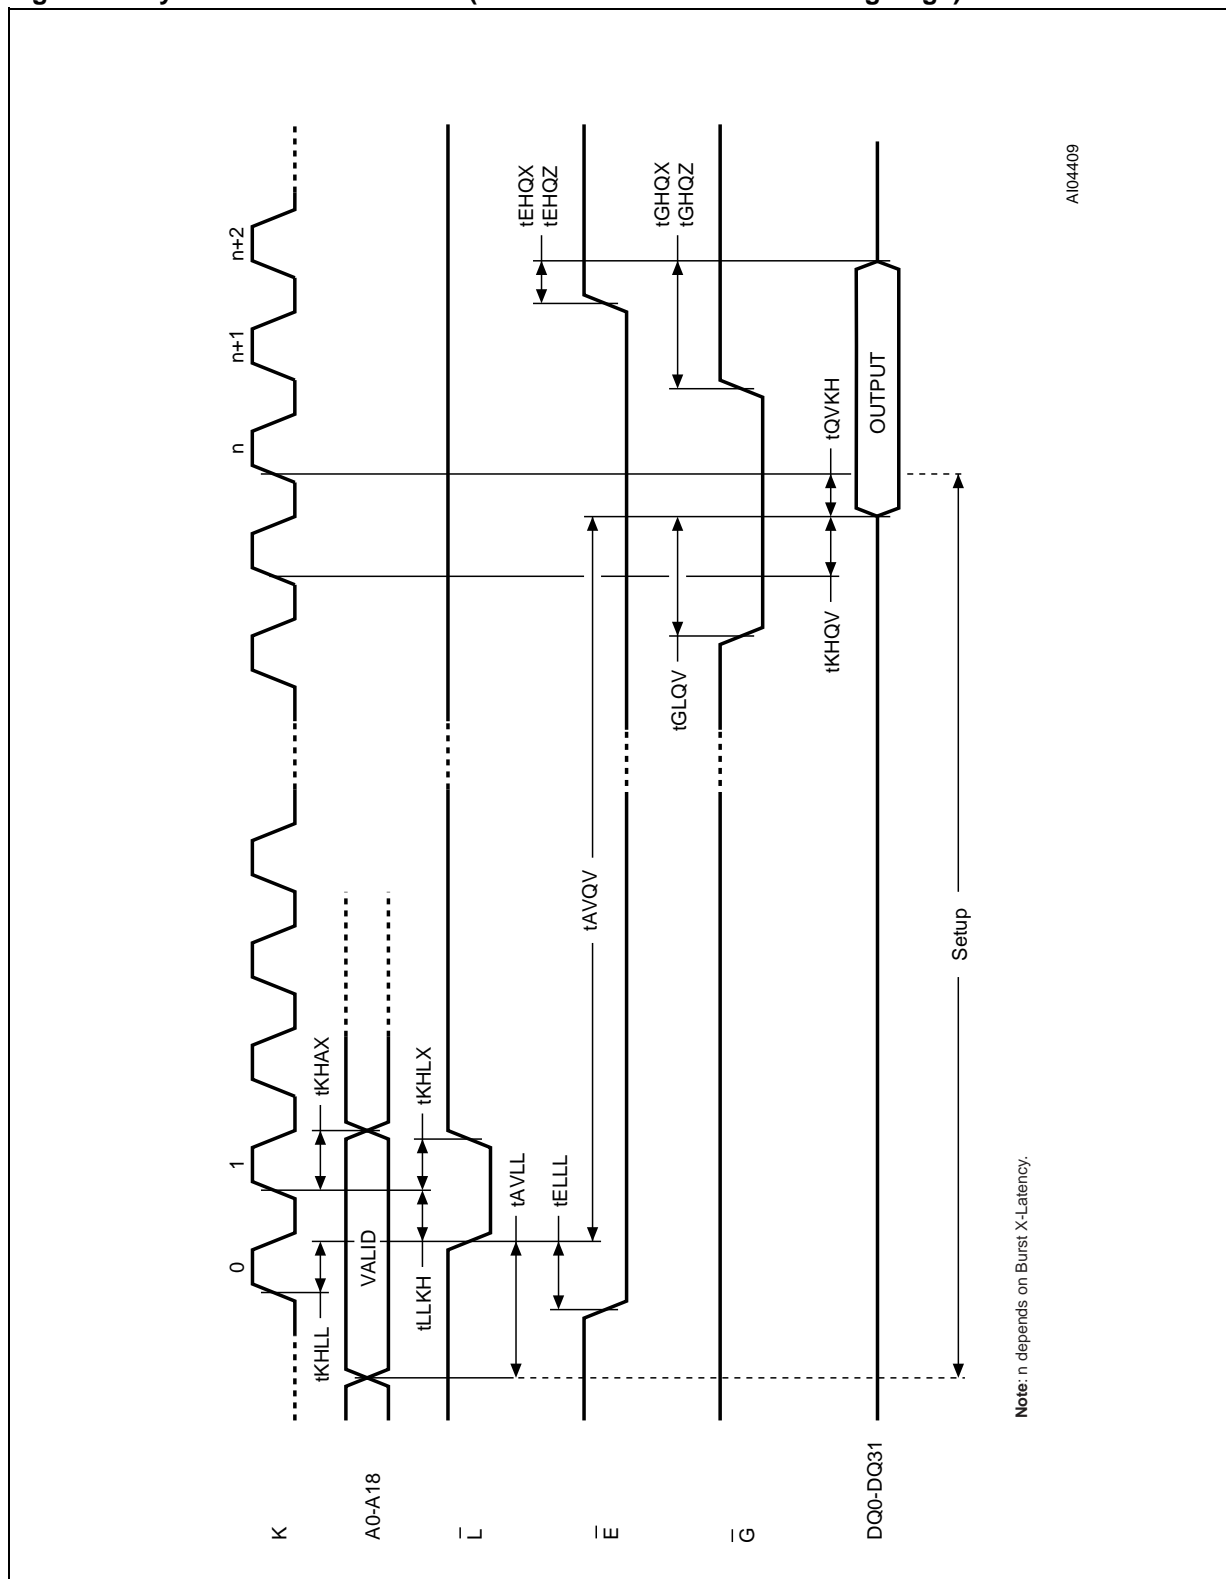 K
0
1
n
n+1
n+2
tKHLL
tKHAX
A0-A18
VALID
L
tLLKH
tKHLX
tAVLL
E
tELLL
tEHQX
tEHQZ
tAVQV
G
tGLQV
tGHQX
tGHQZ
tKHQV
tQVKH
DQ0-DQ31
OUTPUT
Setup
Note: n depends on Burst X-Latency.
AI04409